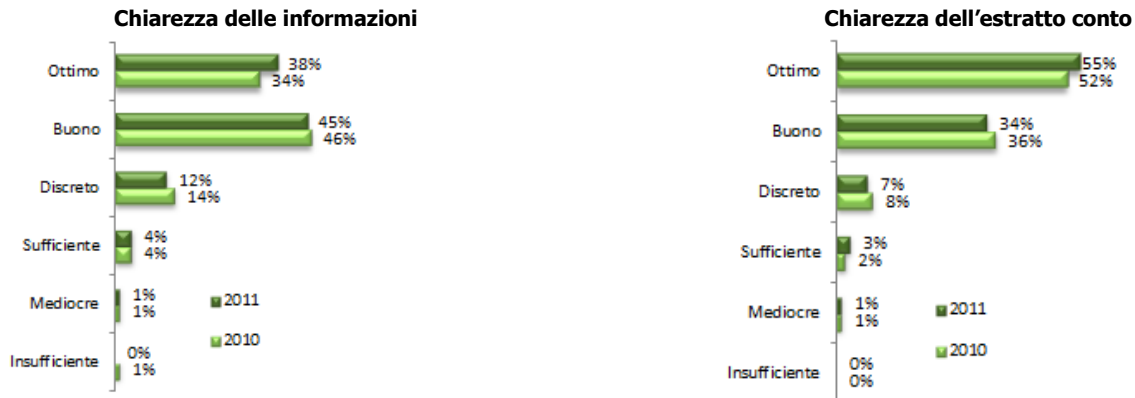 Chiarezza delle informazioni
Ottimo
38%
34%
Buono
45%
46%
Discreto
12%
14%
Sufficiente
4%
4%
Mediocre
1%
1%
Insufficiente
0%
1%
2011
2010
Chiarezza dell’estratto conto
Ottimo
55%
52%
Buono
34%
36%
Discreto
7%
8%
Sufficiente
3%
2%
Mediocre
1%
1%
Insufficiente
0%
0%
2011
2010